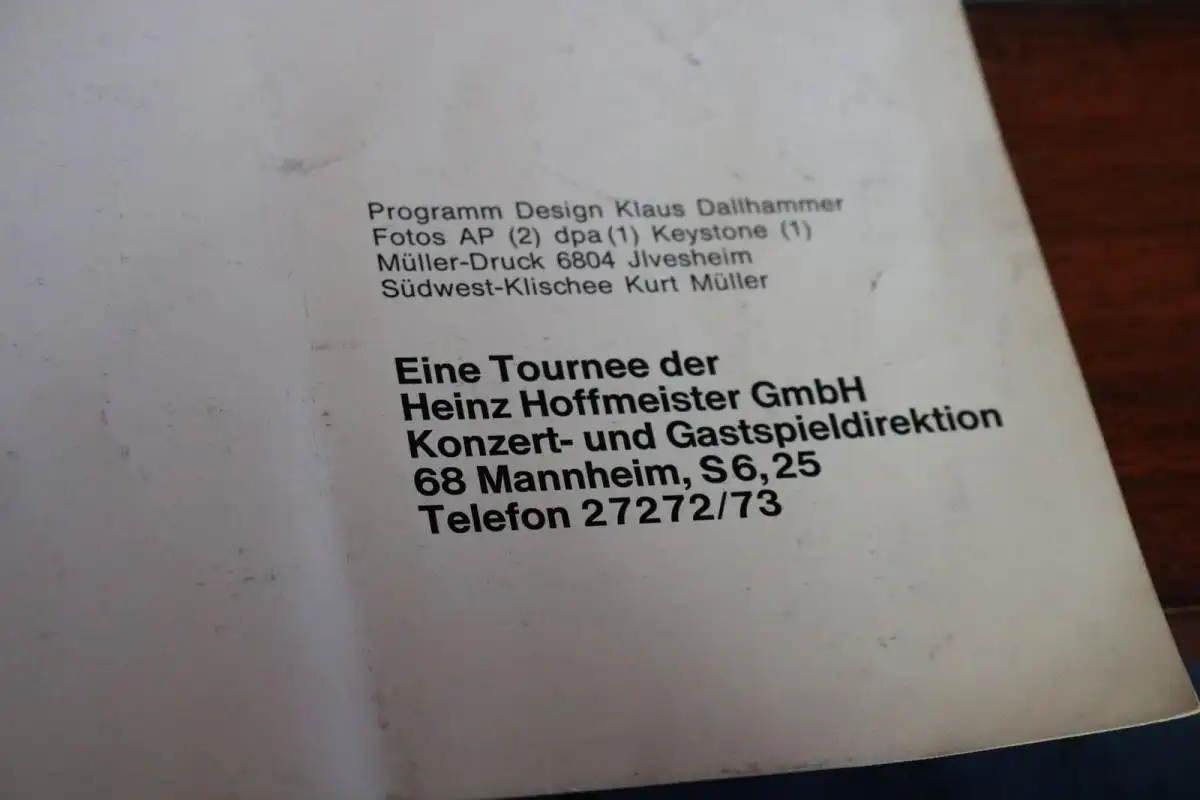 Programm Design Klaus Dallhammer
Fotos AP (2) dpa (1) Keystone (1)
Müller-Druck 6804 Jlvesheim
Südwest-Klischee Kurt Müller
Eine Tournee der
Heinz Hoffmeister GmbH
Konzert- und Gastspieldirektion
68 Mannheim, S 6, 25
Telefon 27272/73